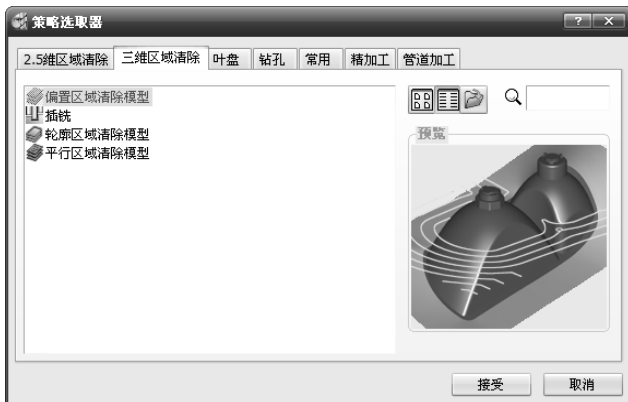 策略选取器
2.5维区域清除 三维区域清除 叶盘 钻孔 常用 精加工 管道加工
偏置区域清除模型
插铣
轮廓区域清除模型
平行区域清除模型
预览
接受 取消